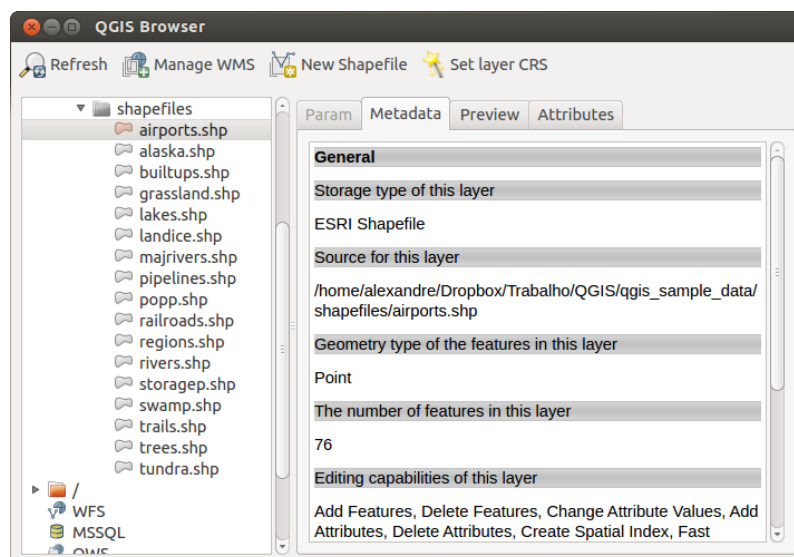 QGIS Browser
Refresh Manage WMS New Shapefile Set layer CRS
shapefiles
airports.shp
alaska.shp
builtups.shp
grassland.shp
lakes.shp
landice.shp
majrivers.shp
pipelines.shp
popp.shp
railroads.shp
regions.shp
rivers.shp
storagep.shp
swamp.shp
trails.shp
trees.shp
tundra.shp
/
WFS
MSSQL
OWS
Param Metadata Preview Attributes
General
Storage type of this layer
ESRI Shapefile
Source for this layer
/home/alexandre/Dropbox/Trabalho/QGIS/qgis_sample_data/
shapefiles/airports.shp
Geometry type of the features in this layer
Point
The number of features in this layer
76
Editing capabilities of this layer
Add Features, Delete Features, Change Attribute Values, Add
Attributes, Delete Attributes, Create Spatial Index, Fast